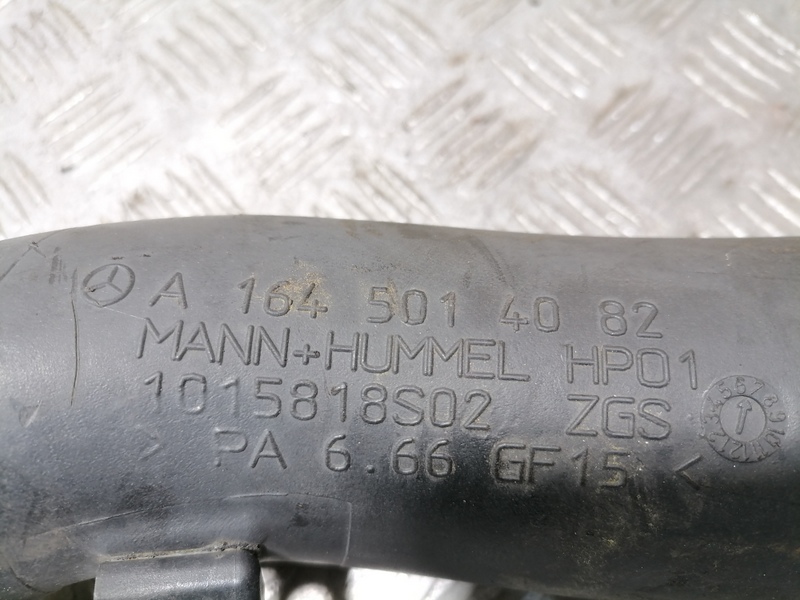 A 164 501 40 82
MANN+HUMMEL HP01
1015818S02 ZGS
> PA 6.66 GF15 <